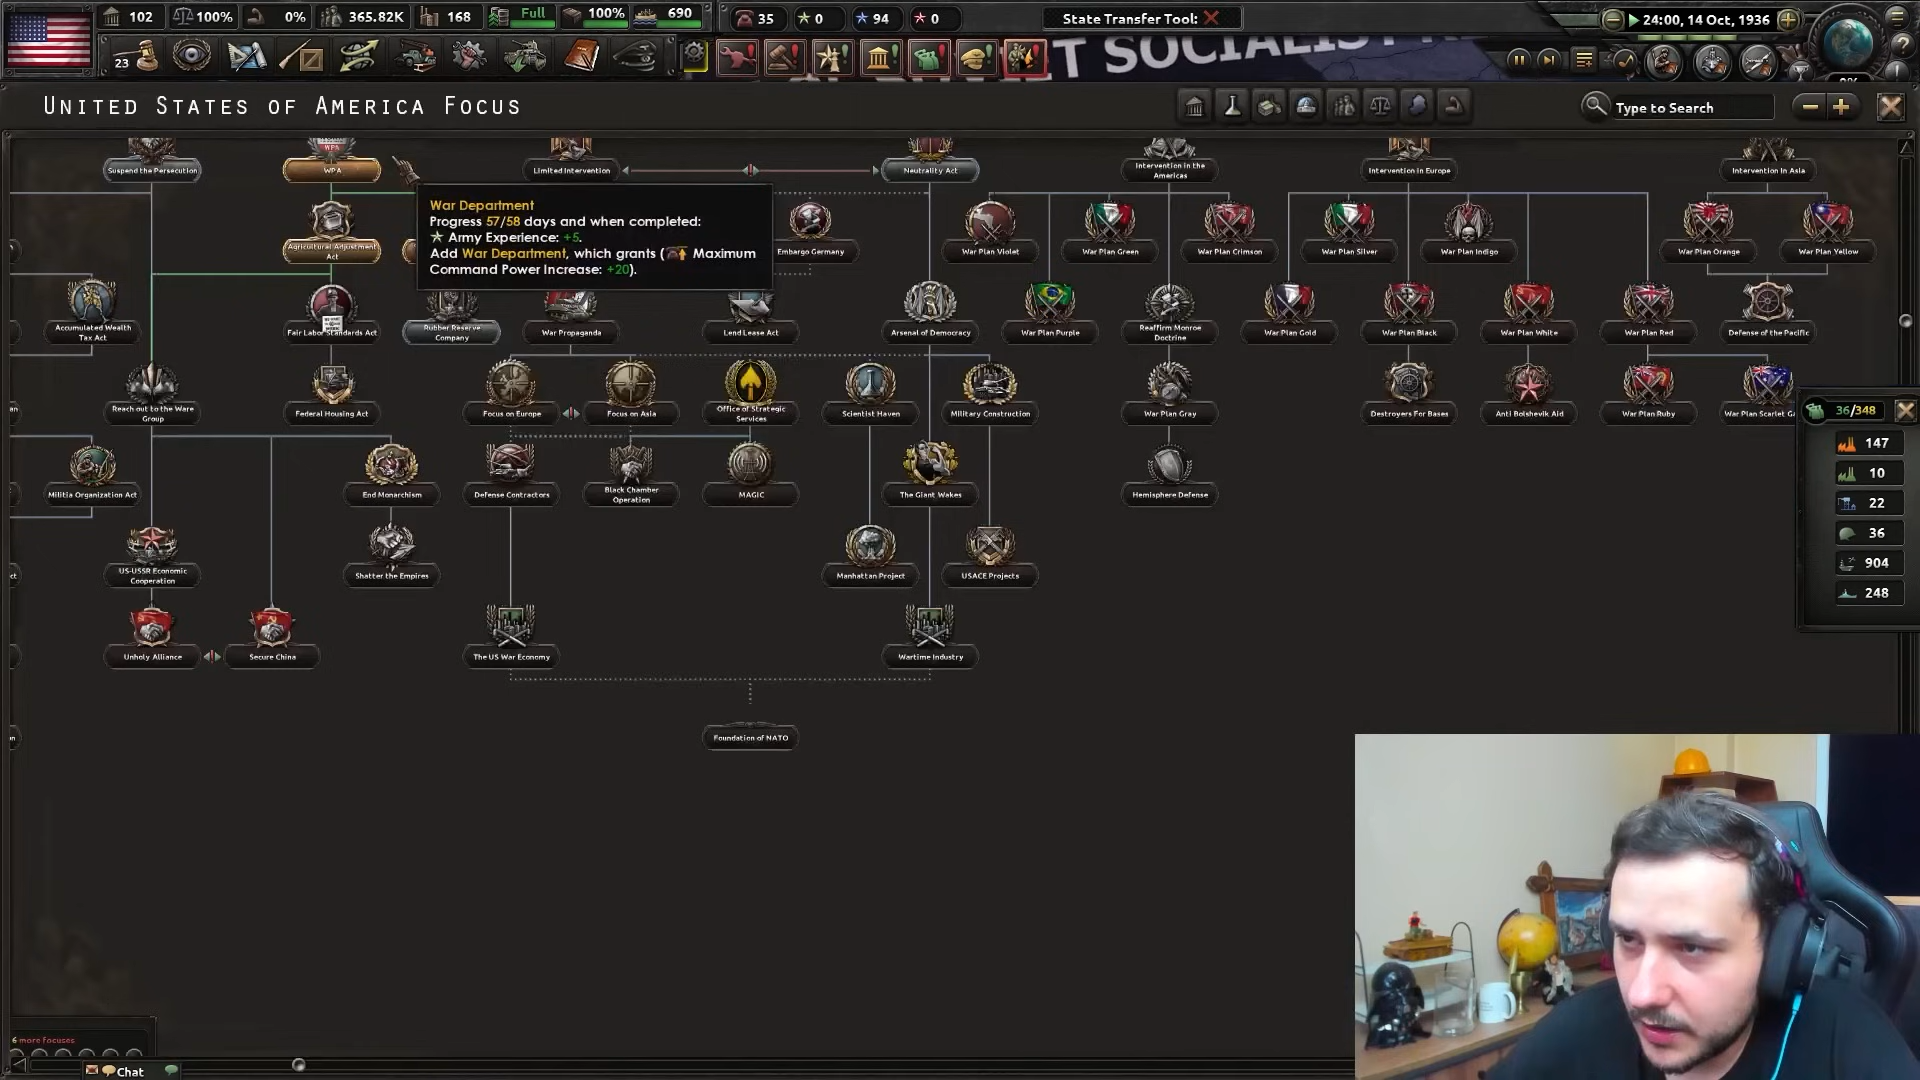 102 100% 0% 365.82K 168 Full 100% 690 35 0 94 0
State Transfer Tool:
24:00, 14 Oct, 1936
23
T SOCIALIST RE
0%
United States of America Focus
Type to Search
WPA
Suspend the Persecution
WPA
Limited Intervention
Neutrality Act
Intervention in the Americas
Intervention in Europe
Intervention In Asia
War Department
Progress 57/58 days and when completed:
Army Experience: +5.
Add War Department, which grants ( Maximum
Command Power Increase: +20).
Agricultural Adjustment Act
Embargo Germany
War Plan Violet
War Plan Green
War Plan Crimson
War Plan Silver
War Plan Indigo
War Plan Orange
War Plan Yellow
Accumulated Wealth Tax Act
Fair Labor Standards Act
Rubber Reserve Company
War Propaganda
Lend Lease Act
Arsenal of Democracy
War Plan Purple
Reaffirm Monroe Doctrine
War Plan Gold
War Plan Black
War Plan White
War Plan Red
Defense of the Pacific
Reach out to the Ware Group
Federal Housing Act
Focus on Europe
Focus on Asia
Office of Strategic Services
Scientist Haven
Military Construction
War Plan Gray
Destroyers For Bases
Anti Bolshevik Aid
War Plan Ruby
War Plan Scarlet
36/348
147
10
22
36
904
248
Militia Organization Act
End Monarchism
Defense Contractors
Black Chamber Operation
MAGIC
The Giant Wakes
Hemisphere Defense
US-USSR Economic Cooperation
Shatter the Empires
Manhattan Project
USACE Projects
Unholy Alliance
Secure China
The US War Economy
Wartime Industry
Foundation of NATO
6 more focuses
Chat